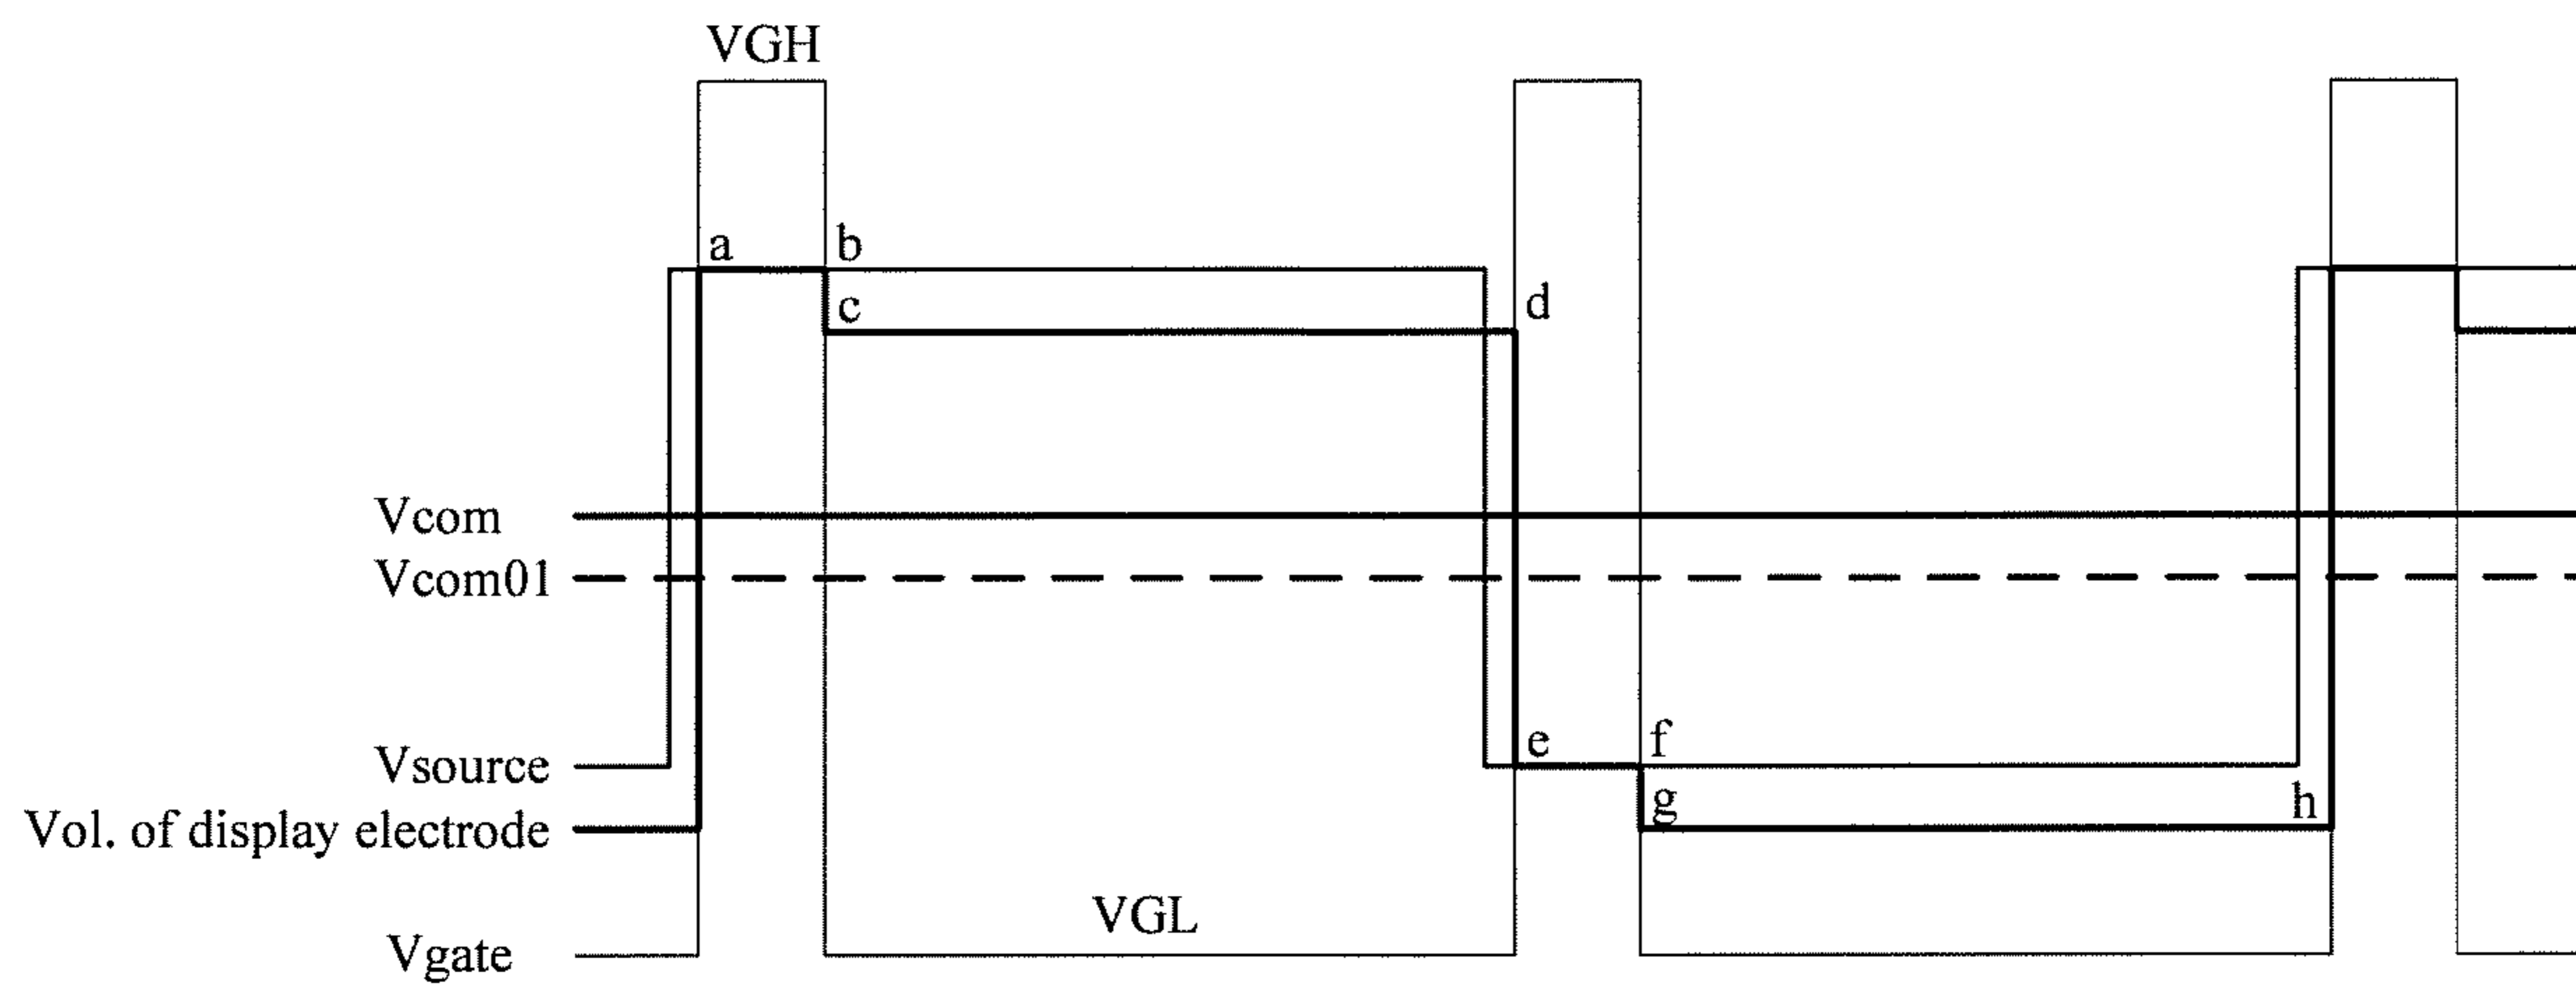 VGH
a
b
c
d
Vcom
Vcom01
e
f
Vsource
g
h
Vol. of display electrode
VGL
Vgate